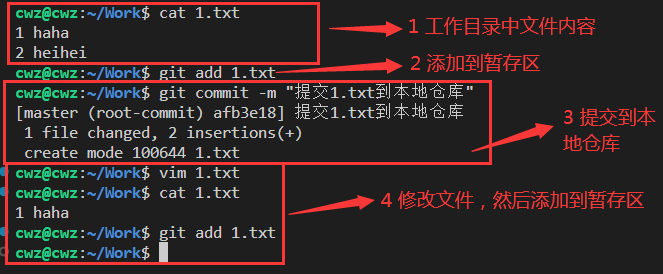 cwz@cwz:~/Work$ cat 1.txt
1 haha
2 heihei
1 工作目录中文件内容
cwz@cwz:~/Work$ git add 1.txt
2 添加到暂存区
cwz@cwz:~/Work$ git commit -m "提交1.txt到本地仓库"
[master (root-commit) afb3e18] 提交1.txt到本地仓库
1 file changed, 2 insertions(+)
create mode 100644 1.txt
3 提交到本
地仓库
cwz@cwz:~/Work$ vim 1.txt
cwz@cwz:~/Work$ cat 1.txt
1 haha
cwz@cwz:~/Work$ git add 1.txt
cwz@cwz:~/Work$
4 修改文件，然后添加到暂存区